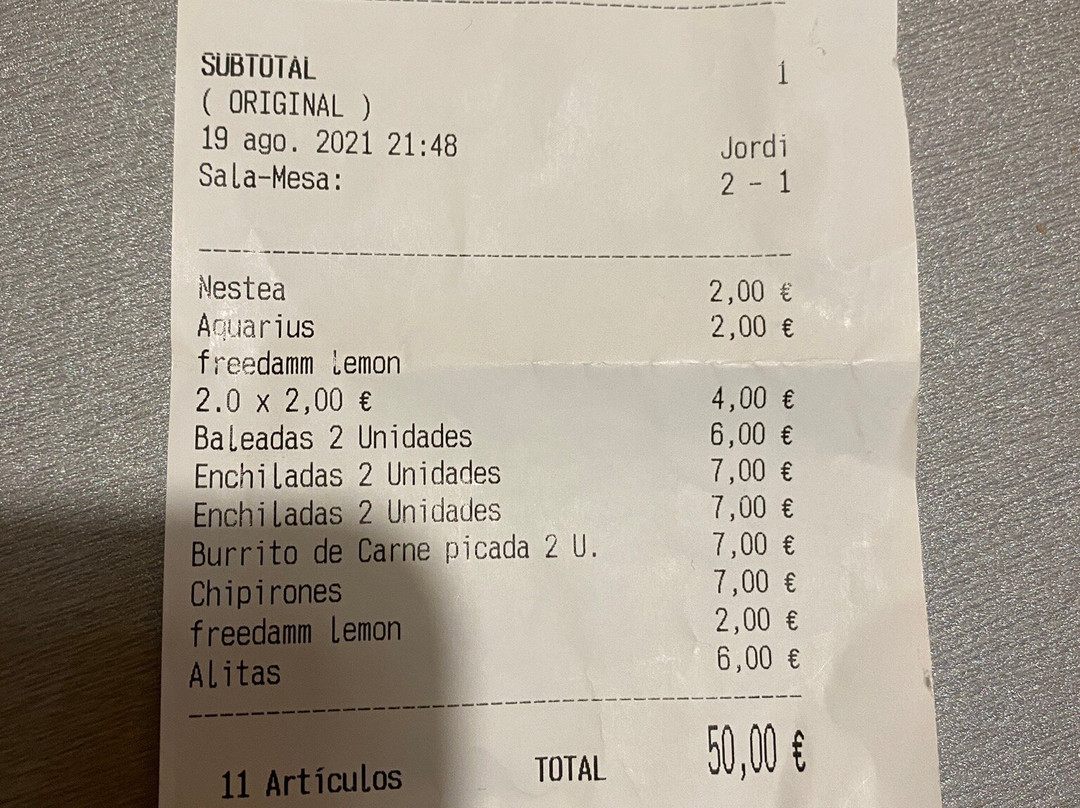 SUBTOTAL 1
( ORIGINAL )
19 ago. 2021 21:48 Jordi
Sala-Mesa: 2 - 1
Nestea 2,00 €
Aquarius 2,00 €
freedamm lemon
2.0 x 2,00 € 4,00 €
Baleadas 2 Unidades 6,00 €
Enchiladas 2 Unidades 7,00 €
Enchiladas 2 Unidades 7,00 €
Burrito de Carne picada 2 U. 7,00 €
Chipirones 7,00 €
freedamm lemon 2,00 €
Alitas 6,00 €
11 Artículos TOTAL 50,00 €